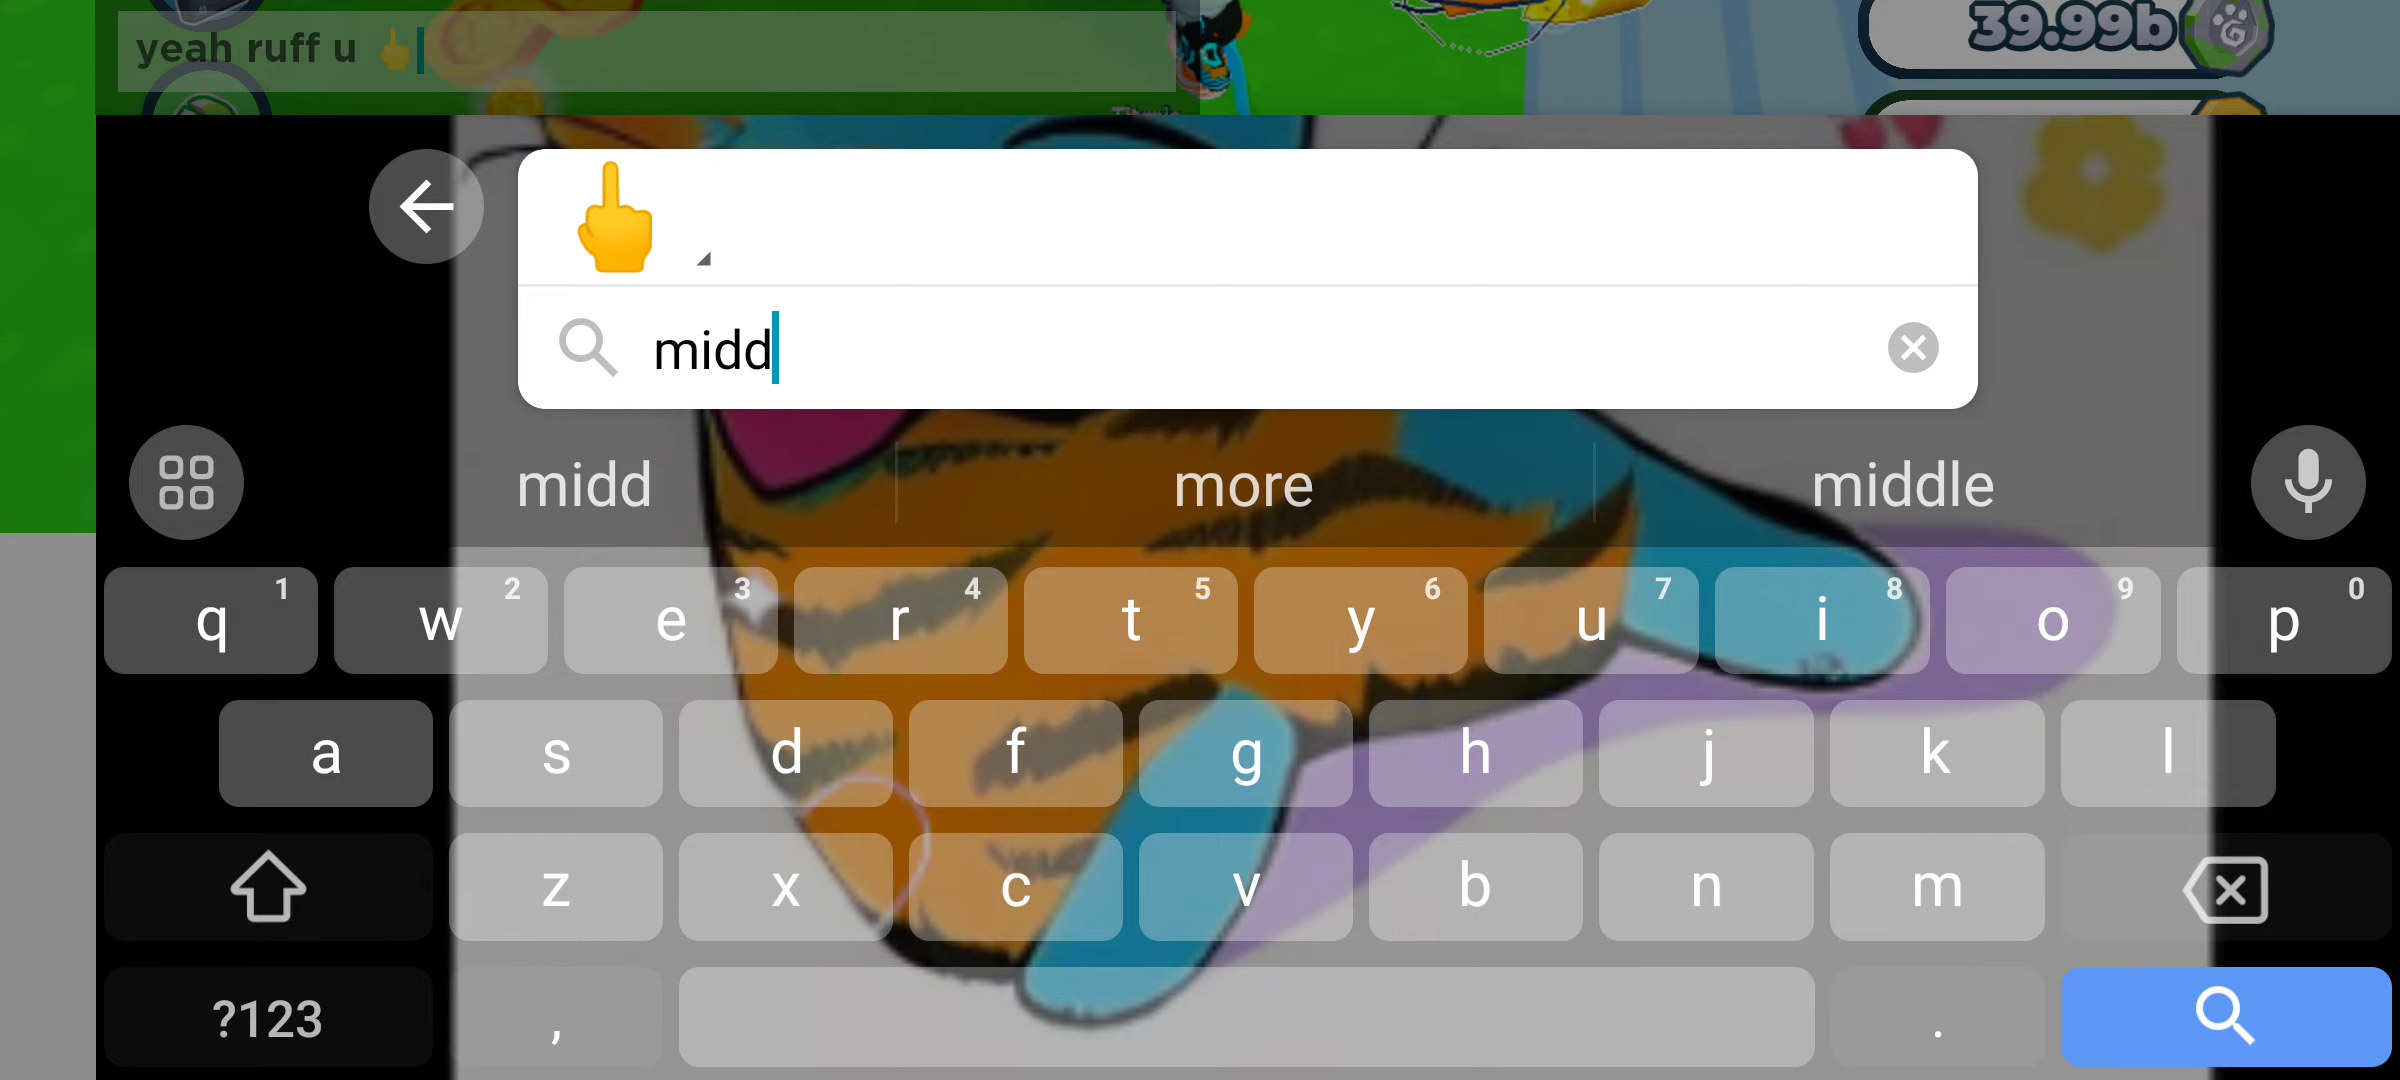 yeah ruff u 🖕
39.99b
🖕
midd
midd more middle
q 1 w 2 e 3 r 4 t 5 y 6 u 7 i 8 o 9 p 0
a s d f g h j k l
z x c v b n m
?123 , .